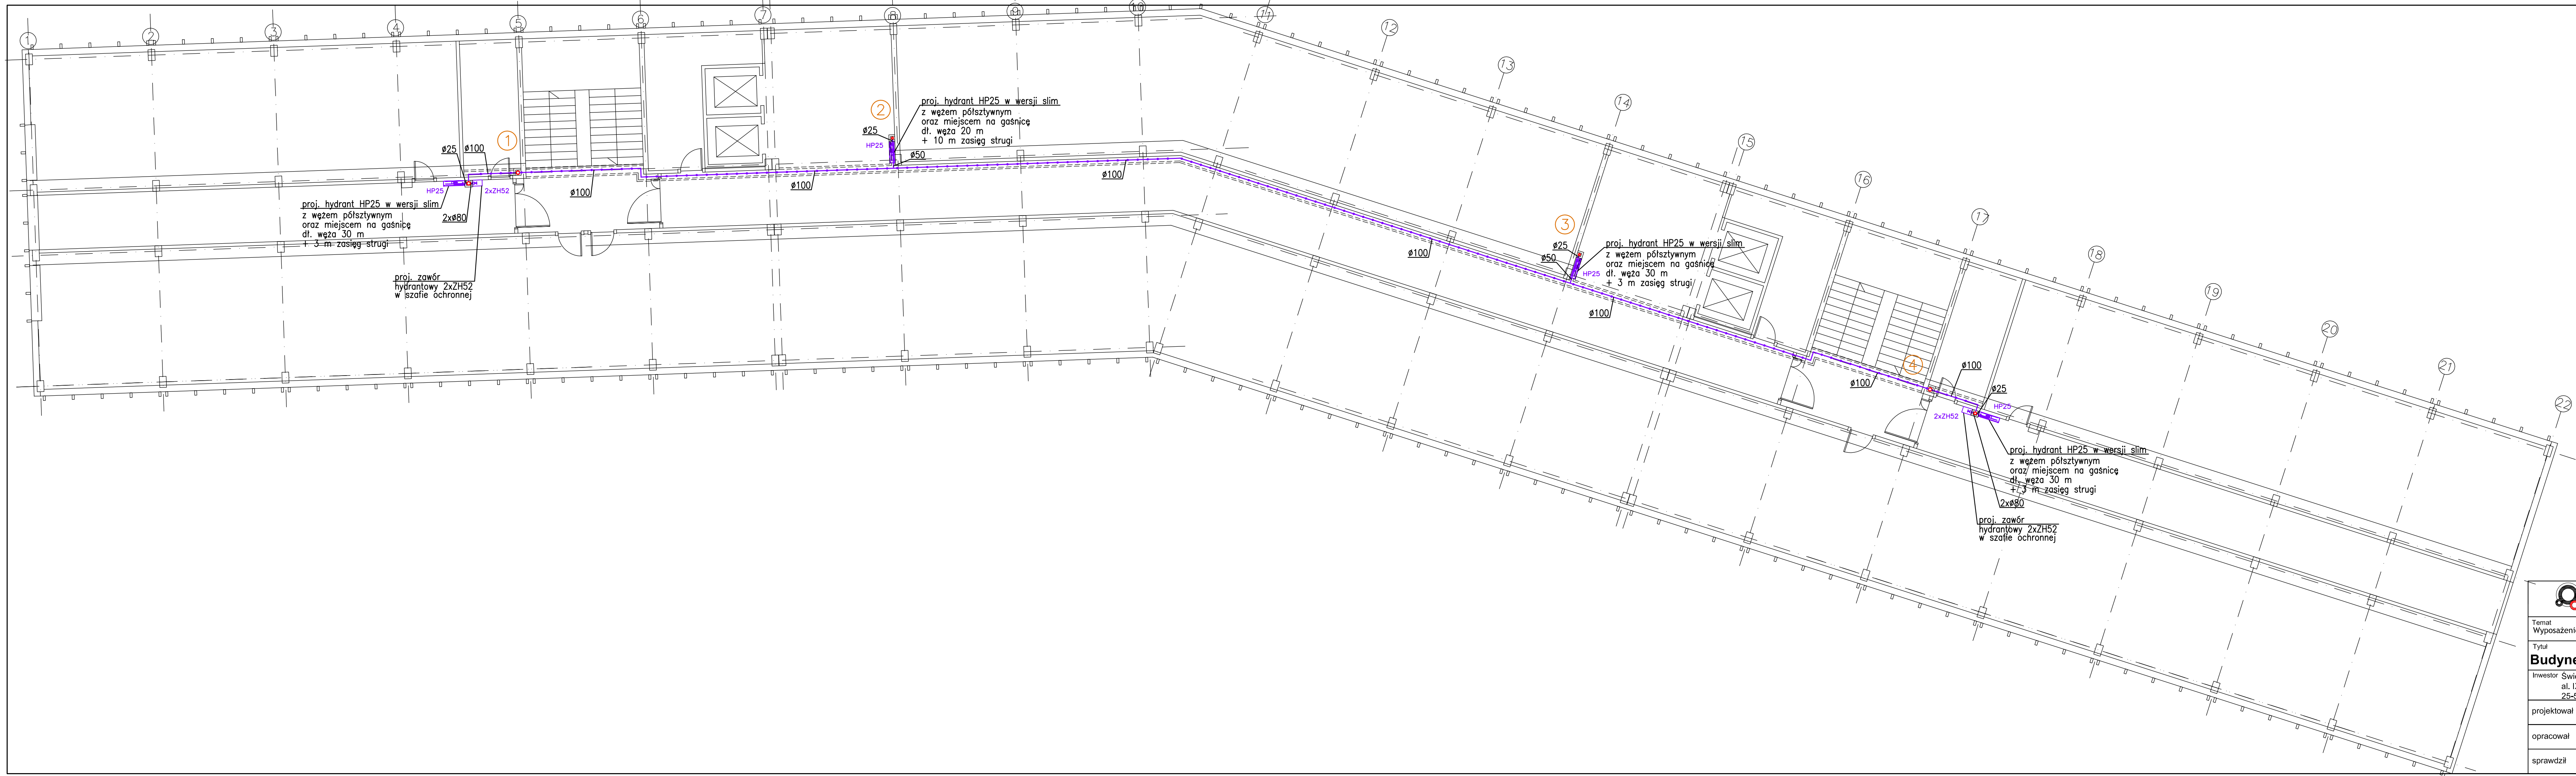 1
2
3
4
5
6
7
8
9
10
11
12
13
14
15
16
17
18
19
20
21
22
1
ø25
ø100
HP25
2xZH52
proj. hydrant HP25 w wersji slim
z wężem półsztywnym
oraz miejscem na gaśnicę
dł. węża 30 m
+ 3 m zasięg strugi
2xø80
proj. zawór
hydrantowy 2xZH52
w szafie ochronnej
ø100
2
ø25
HP25
proj. hydrant HP25 w wersji slim
z wężem półsztywnym
oraz miejscem na gaśnicę
dł. węża 20 m
+ 10 m zasięg strugi
ø50
ø100
ø100
ø100
3
ø25
ø50
HP25
proj. hydrant HP25 w wersji slim
z wężem półsztywnym
oraz miejscem na gaśnicę
dł. węża 30 m
+ 3 m zasięg strugi
ø100
4
ø100
ø100
ø25
HP25
2xZH52
proj. hydrant HP25 w wersji slim
z wężem półsztywnym
oraz miejscem na gaśnicę
dł. węża 30 m
+ 3 m zasięg strugi
2xø80
proj. zawór
hydrantowy 2xZH52
w szafie ochronnej
Temat
Tytuł
Inwestor
al.
projektował
opracował
sprawdził